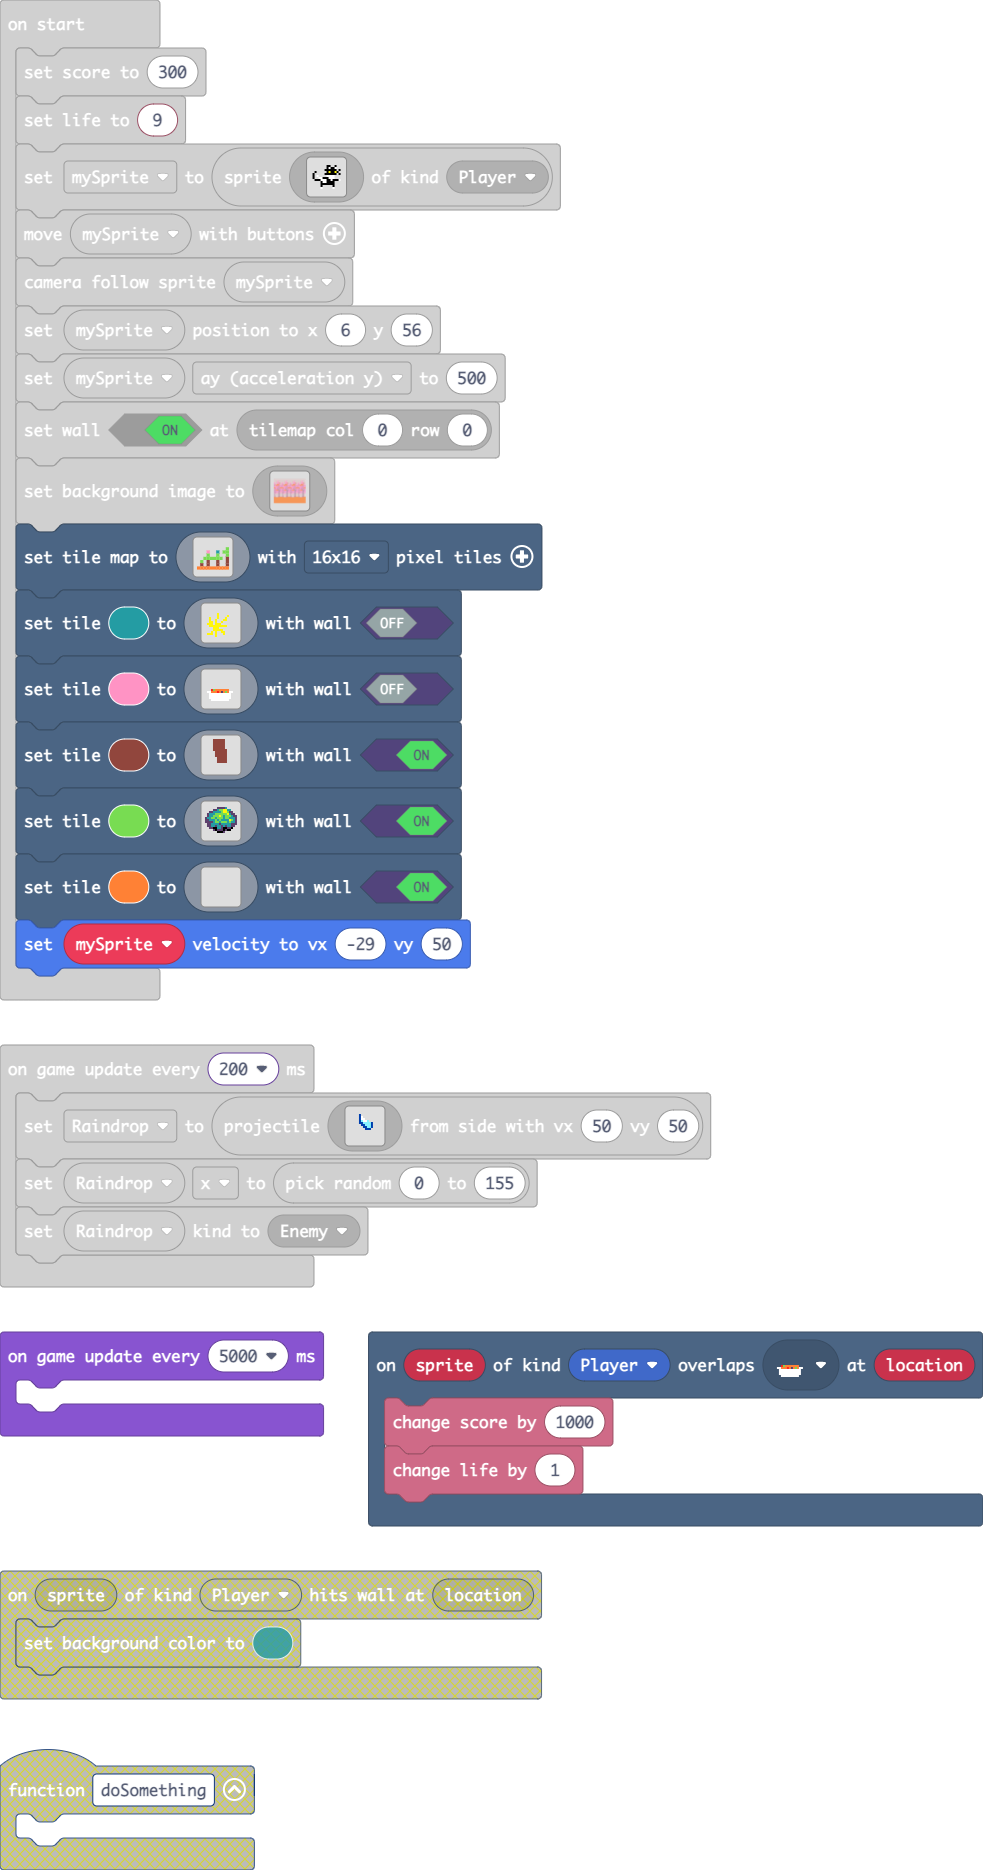 on start
set score to 300
set life to 9
set mySprite to sprite of kind Player
move mySprite with buttons
camera follow sprite mySprite
set mySprite position to x 6 y 56
set mySprite ay (acceleration y) to 500
set wall ON at tilemap col 0 row 0
set background image to
set tile map to with 16x16 pixel tiles
set tile to with wall OFF
set tile to with wall OFF
set tile to with wall ON
set tile to with wall ON
set tile to with wall ON
set mySprite velocity to vx -29 vy 50
on game update every 200 ms
set Raindrop to projectile from side with vx 50 vy 50
set Raindrop x to pick random 0 to 155
set Raindrop kind to Enemy
on game update every 5000 ms
on sprite of kind Player overlaps at location
change score by 1000
change life by 1
on sprite of kind Player hits wall at location
set background color to
function doSomething